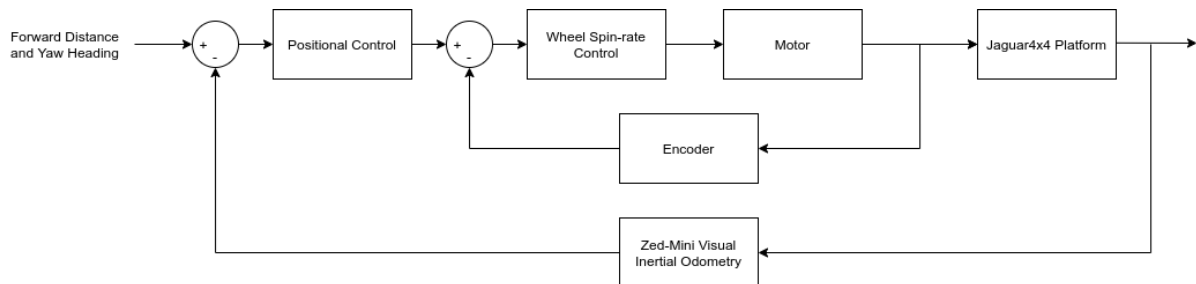 Forward Distance
and Yaw Heading
+
-
Positional Control
+
-
Wheel Spin-rate
Control
Motor
Jaguar4x4 Platform
Encoder
Zed-Mini Visual
Inertial Odometry